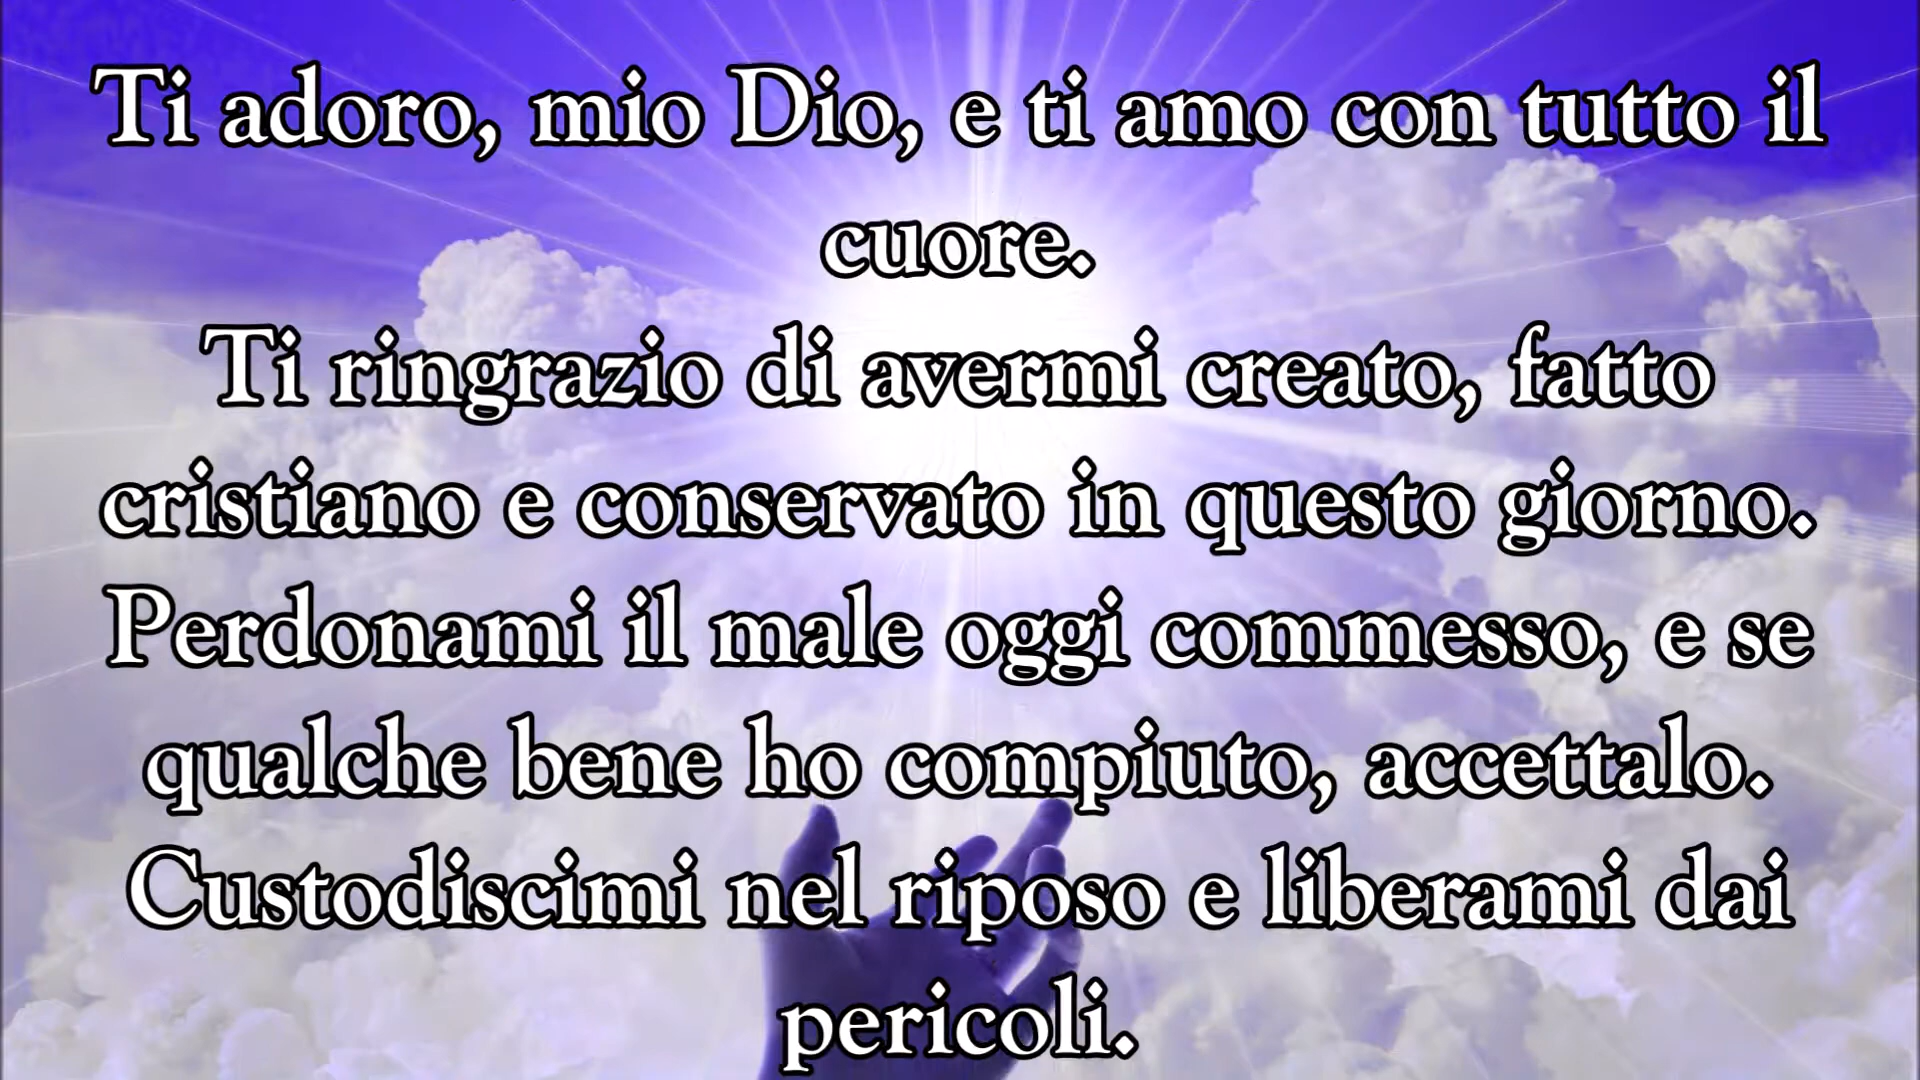 Ti adoro, mio Dio, e ti amo con tutto il
cuore.
Ti ringrazio di avermi creato, fatto
cristiano e conservato in questo giorno.
Perdonami il male oggi commesso, e se
qualche bene ho compiuto, accettalo.
Custodiscimi nel riposo e liberami dai
pericoli.